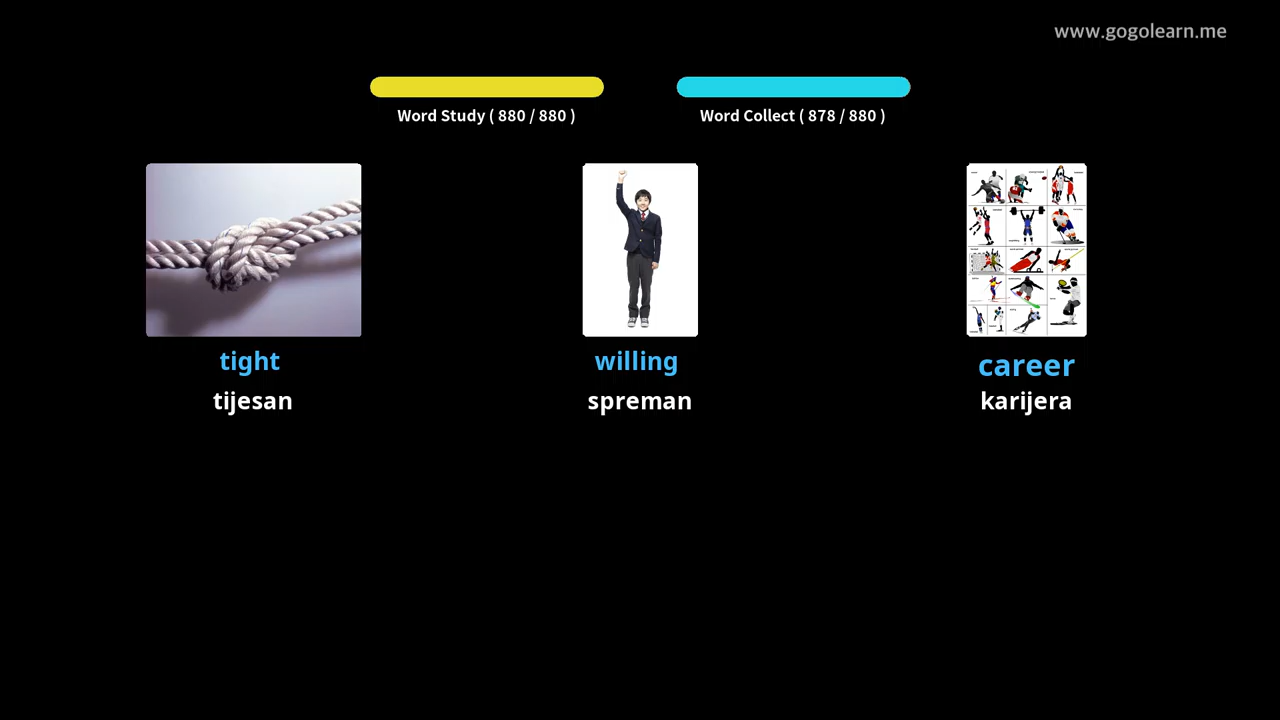 www.gogolearn.me
Word Study ( 880 / 880 )
Word Collect ( 878 / 880 )
tight
willing
career
tijesan
spreman
karijera